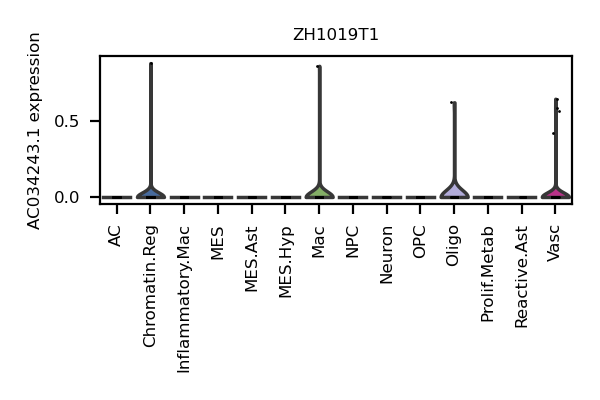 ZH1019T1
AC034243.1 expression
0.5
0.0
AC
Chromatin.Reg
Inflammatory.Mac
MES
MES.Ast
MES.Hyp
Mac
NPC
Neuron
OPC
Oligo
Prolif.Metab
Reactive.Ast
Vasc